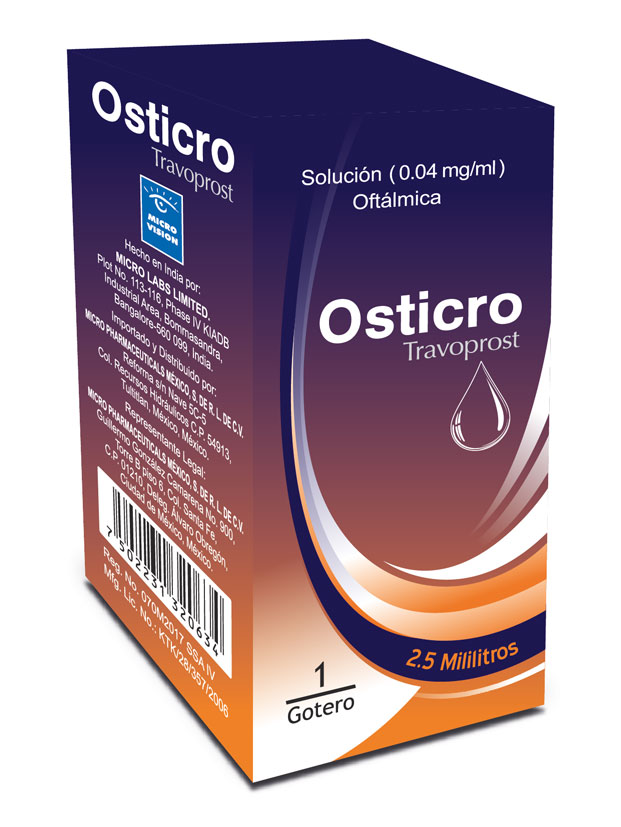 Osticro
Travoprost
MICRO
VISION
Hecho en India por:
MICRO LABS LIMITED.
Plot No. 113-116, Phase IV KIADB
Industrial Area, Bommasandra,
Bangalore-560 099, India.
Importado y Distribuido por:
MICRO PHARMACEUTICALS MÉXICO, S. DE R. L. DE C.V.
Reforma s/n Nave 5C-5
Col. Recursos Hidráulicos C.P. 54913,
Tultitlán, México, México.
Representante Legal:
MICRO PHARMACEUTICALS MÉXICO, S. DE R. L. DE C.V.
Guillermo González Camarena No. 900,
Torre B, piso 6, Col. Santa Fe,
C.P. 01210, Deleg. Álvaro Obregón,
Ciudad de México, México.
7 502231 320634
Reg. No. 070M2017 SSA IV
Mfg. Lic. No.: KTK/28/357/2006
Solución ( 0.04 mg/ml )
Oftálmica
Osticro
Travoprost
2.5 Mililitros
1
Gotero